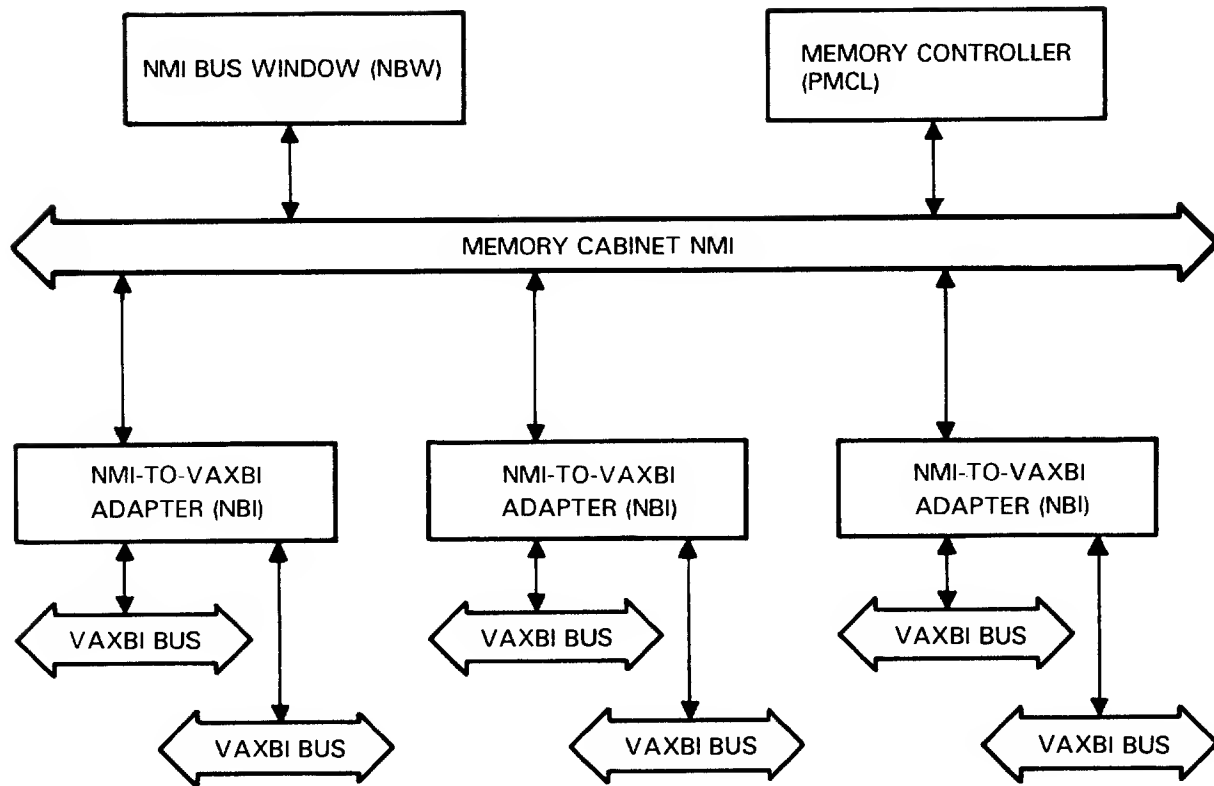 NMI BUS WINDOW (NBW)
MEMORY CONTROLLER
(PMCL)
MEMORY CABINET NMI
NMI-TO-VAXBI
ADAPTER (NBI)
NMI-TO-VAXBI
ADAPTER (NBI)
NMI-TO-VAXBI
ADAPTER (NBI)
VAXBI BUS
VAXBI BUS
VAXBI BUS
VAXBI BUS
VAXBI BUS
VAXBI BUS